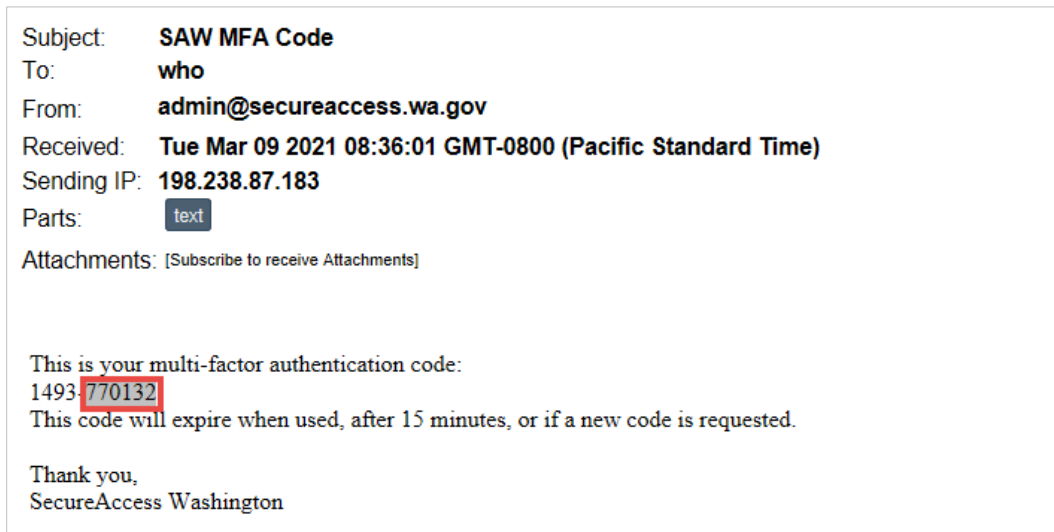 Subject: SAW MFA Code
To: who
From: admin@secureaccess.wa.gov
Received: Tue Mar 09 2021 08:36:01 GMT-0800 (Pacific Standard Time)
Sending IP: 198.238.87.183
Parts: text
Attachments: [Subscribe to receive Attachments]
This is your multi-factor authentication code:
1493-770132
This code will expire when used, after 15 minutes, or if a new code is requested.
Thank you,
SecureAccess Washington